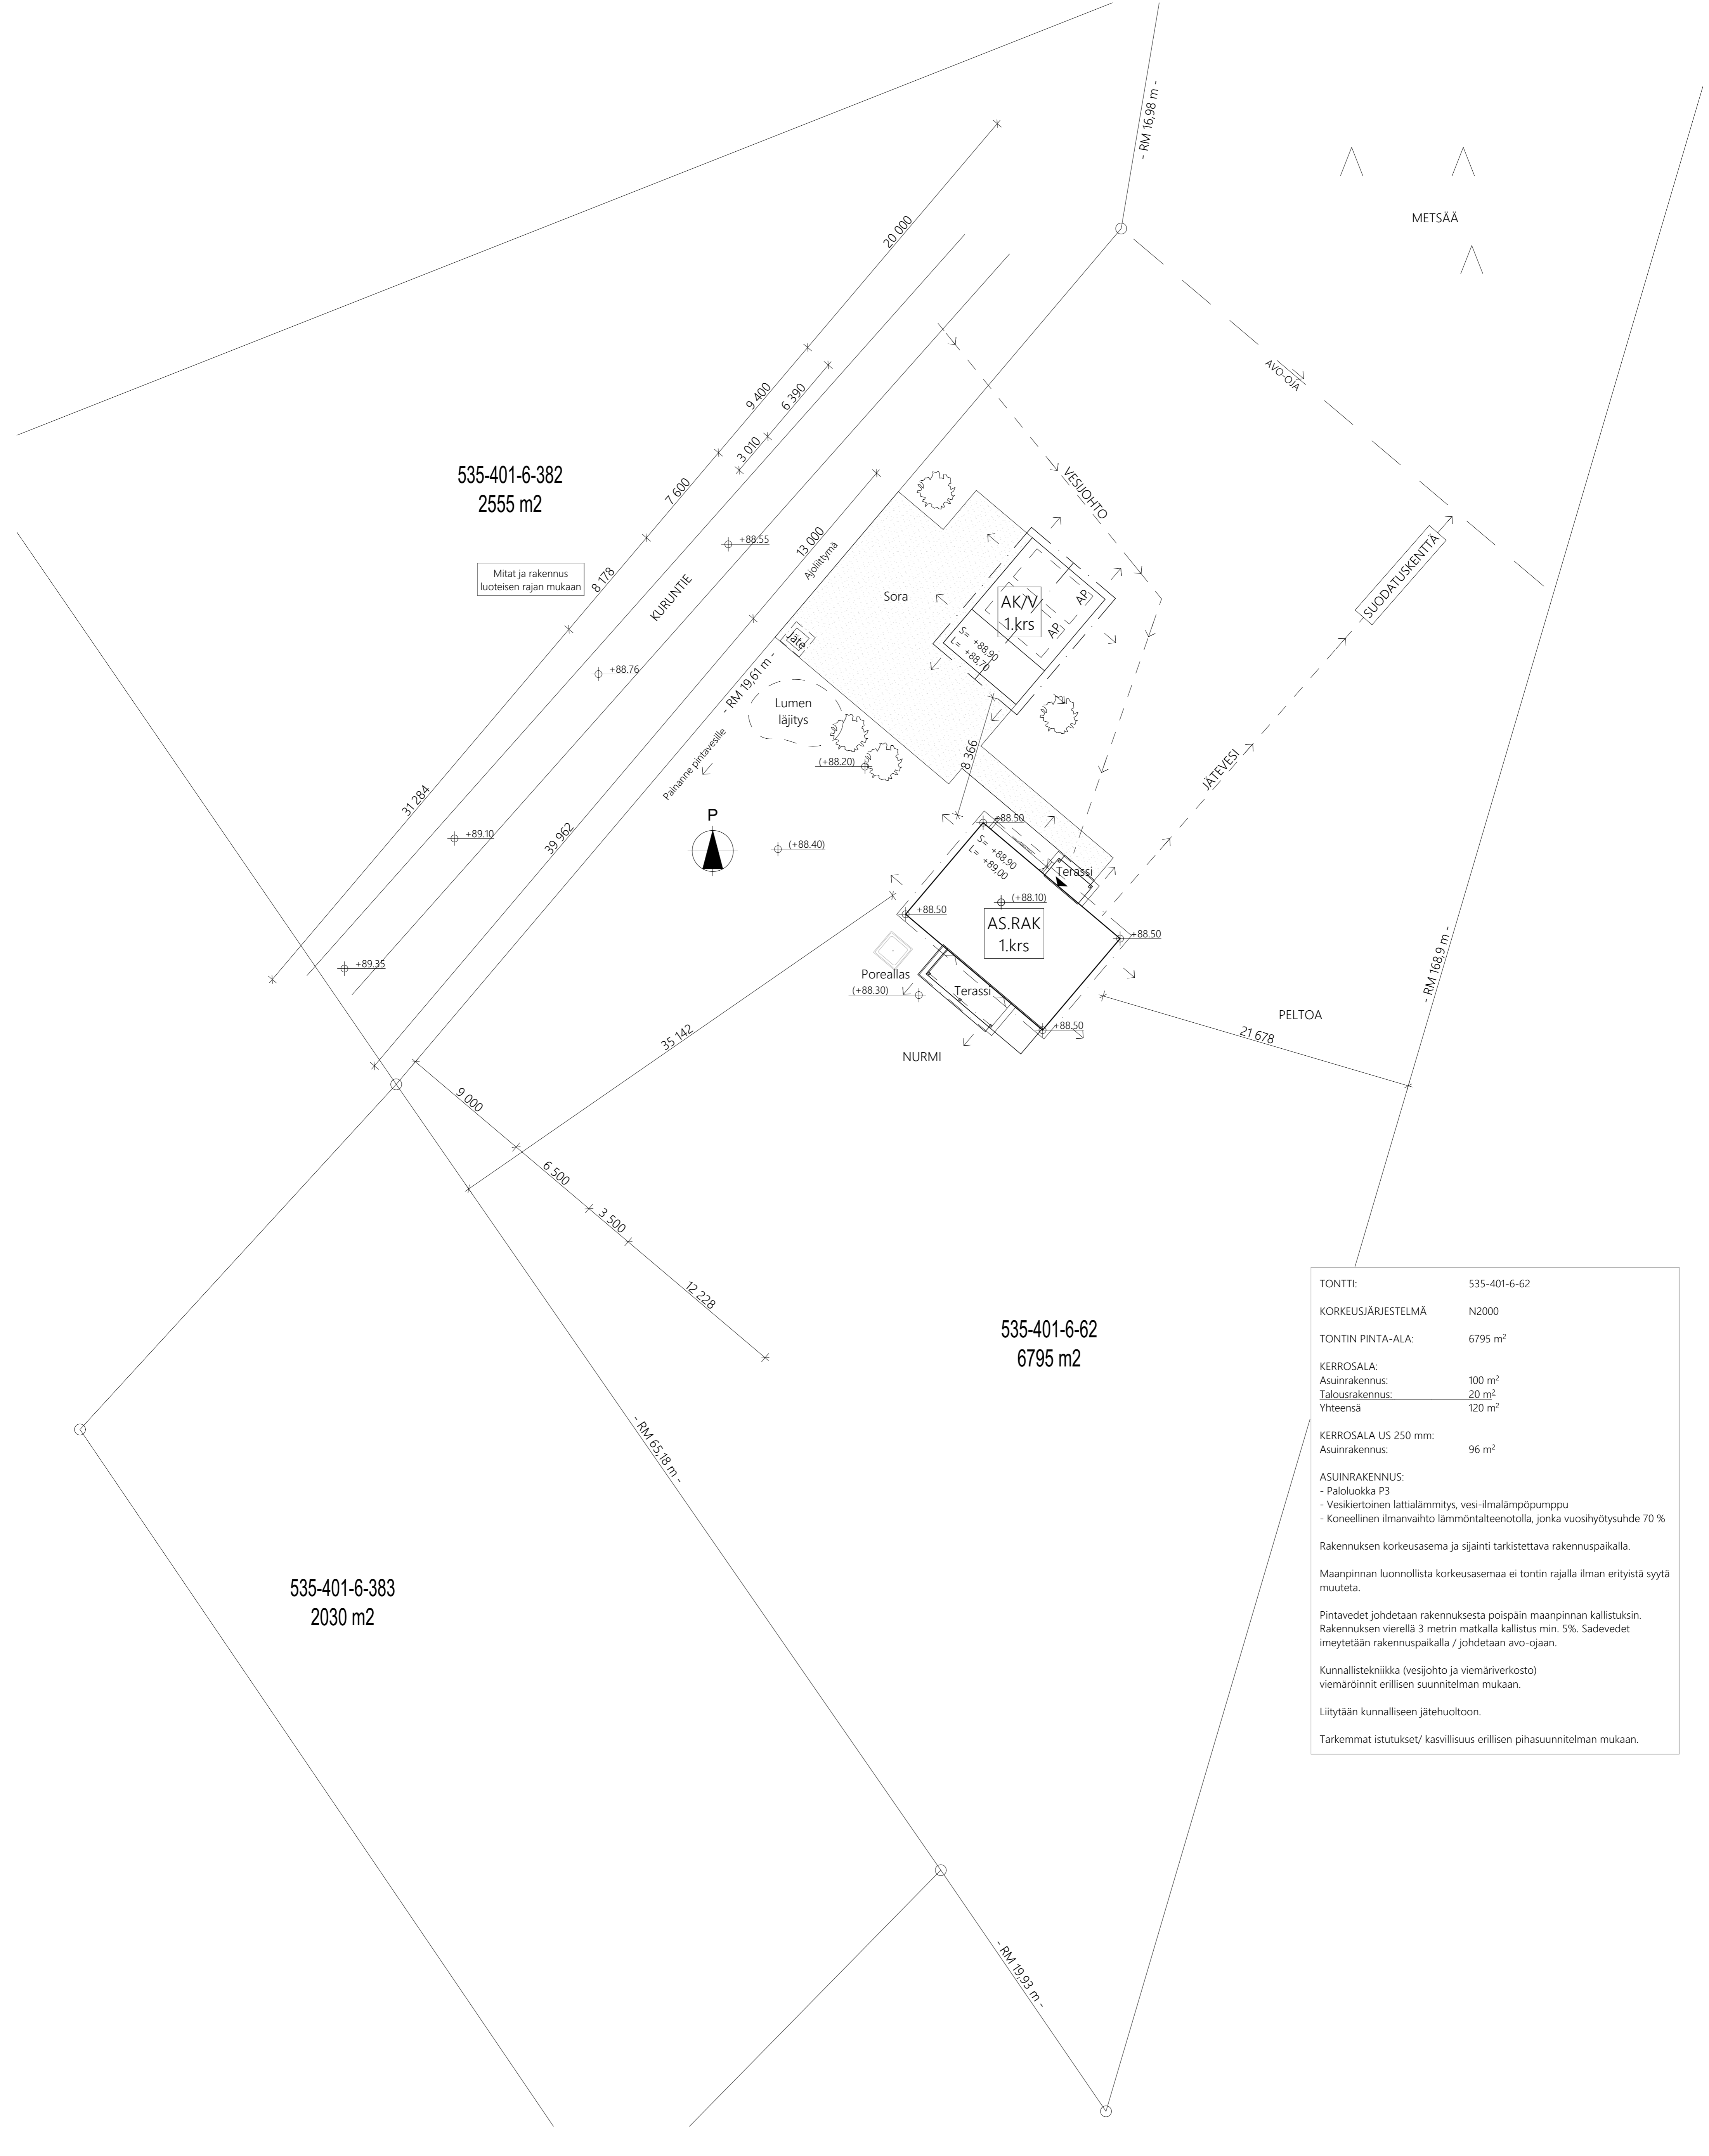 - RM 16,98 m -
METSÄÄ
20 000
AVO-OJA
9 400
6 390
3 010
535-401-6-382
2555 m2
7 600
VESIJOHTO
+88.55
13 000
Ajoliittymä
SUODATUSKENTTÄ
Mitat ja rakennus
luoteisen rajan mukaan
8 178
KURUNTIE
Sora
AK/V
1.krs
AP
AP
Jäte
S= +88,90
L= +88,70
+88.76
- RM 19,61 m -
Lumen
läjitys
Painanne pintavesille
(+88.20)
8 366
JÄTEVESI
31 284
P
+89.10
39 962
(+88.40)
+88.50
S= +88,90
L= +89,00
Terassi
(+88.10)
+88.50
AS.RAK
1.krs
+88.50
+89.35
Poreallas
(+88.30)
Terassi
- RM 168,9 m -
PELTOA
+88.50
21 678
35 142
NURMI
9 000
6 500
3 500
12 228
535-401-6-62
6795 m2
- RM 65,18 m -
535-401-6-383
2030 m2
- RM 19,93 m -
TONTTI: 535-401-6-62
KORKEUSJÄRJESTELMÄ N2000
TONTIN PINTA-ALA: 6795 m²
KERROSALA:
Asuinrakennus: 100 m²
Talousrakennus: 20 m²
Yhteensä 120 m²
KERROSALA US 250 mm:
Asuinrakennus: 96 m²
ASUINRAKENNUS:
- Paloluokka P3
- Vesikiertoinen lattialämmitys, vesi-ilmalämpöpumppu
- Koneellinen ilmanvaihto lämmöntalteenotolla, jonka vuosihyötysuhde 70 %
Rakennuksen korkeusasema ja sijainti tarkistettava rakennuspaikalla.
Maanpinnan luonnollista korkeusasemaa ei tontin rajalla ilman erityistä syytä
muuteta.
Pintavedet johdetaan rakennuksesta poispäin maanpinnan kallistuksin.
Rakennuksen vierellä 3 metrin matkalla kallistus min. 5%. Sadevedet
imeytetään rakennuspaikalla / johdetaan avo-ojaan.
Kunnallistekniikka (vesijohto ja viemäriverkosto)
viemäröinnit erillisen suunnitelman mukaan.
Liitytään kunnalliseen jätehuoltoon.
Tarkemmat istutukset/ kasvillisuus erillisen pihasuunnitelman mukaan.